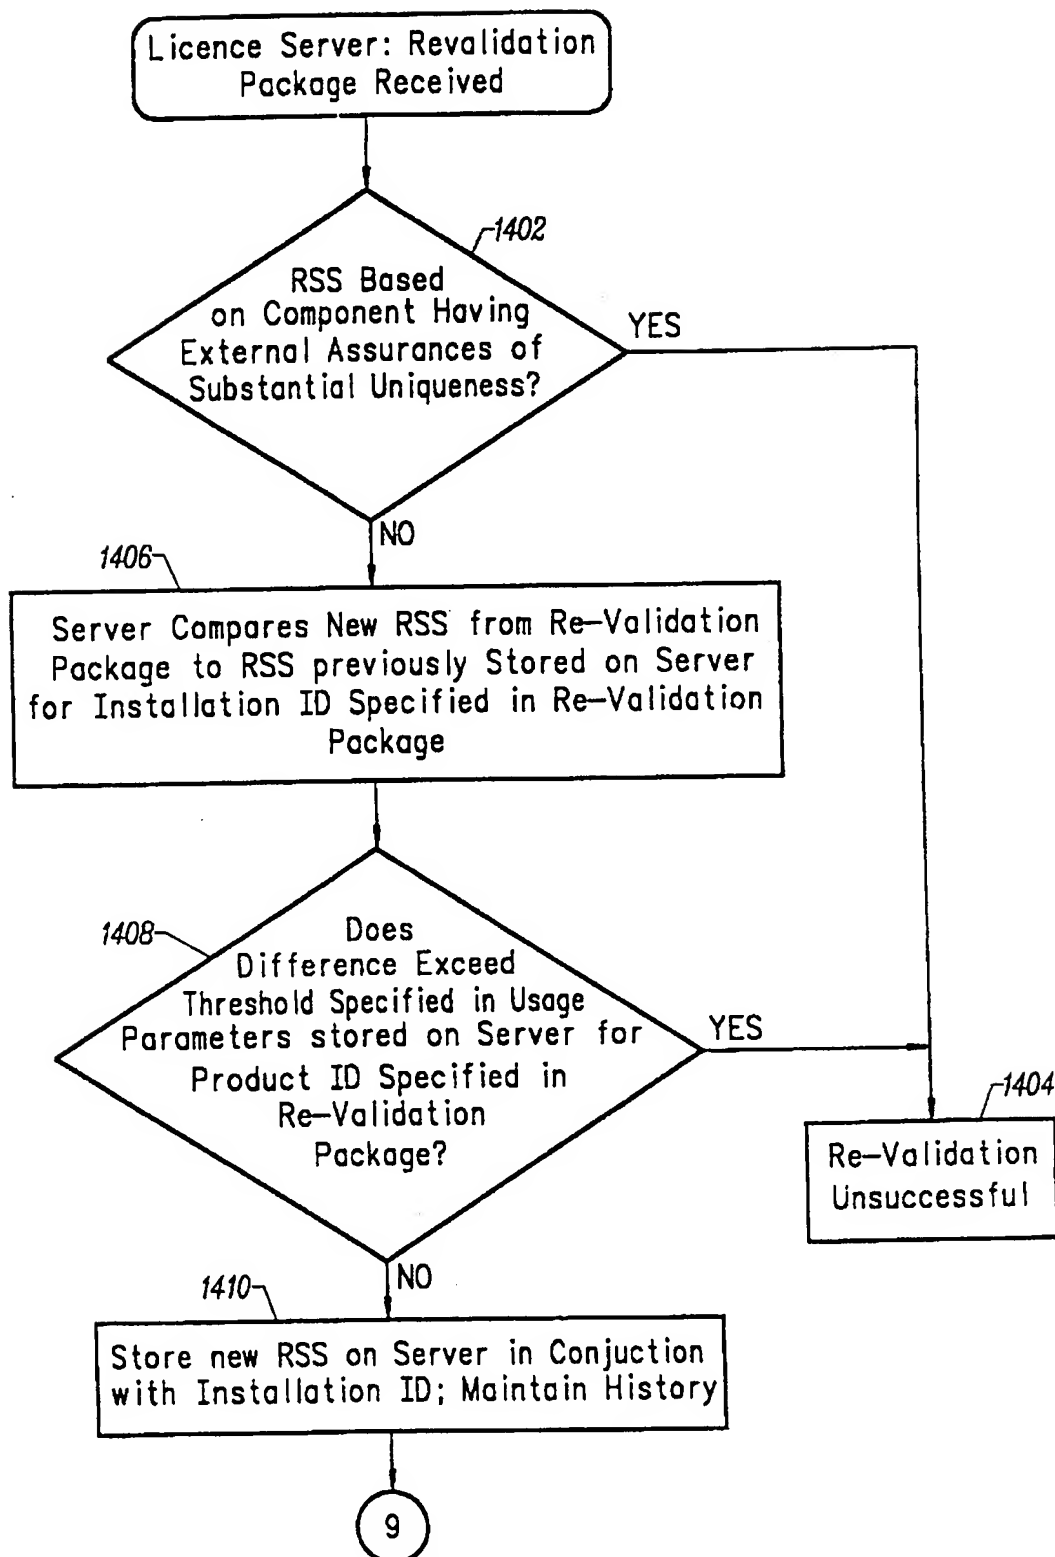 Licence Server: Revalidation
Package Received
1402
RSS Based
on Component Having
External Assurances of
Substantial Uniqueness?
YES
NO
1406
Server Compares New RSS from Re-Validation
Package to RSS previously Stored on Server
for Installation ID Specified in Re-Validation
Package
1408
Does
Difference Exceed
Threshold Specified in Usage
Parameters stored on Server for
Product ID Specified in
Re-Validation
Package?
YES
1404
Re-Validation
Unsuccessful
NO
1410
Store new RSS on Server in Conjuction
with Installation ID; Maintain History
9